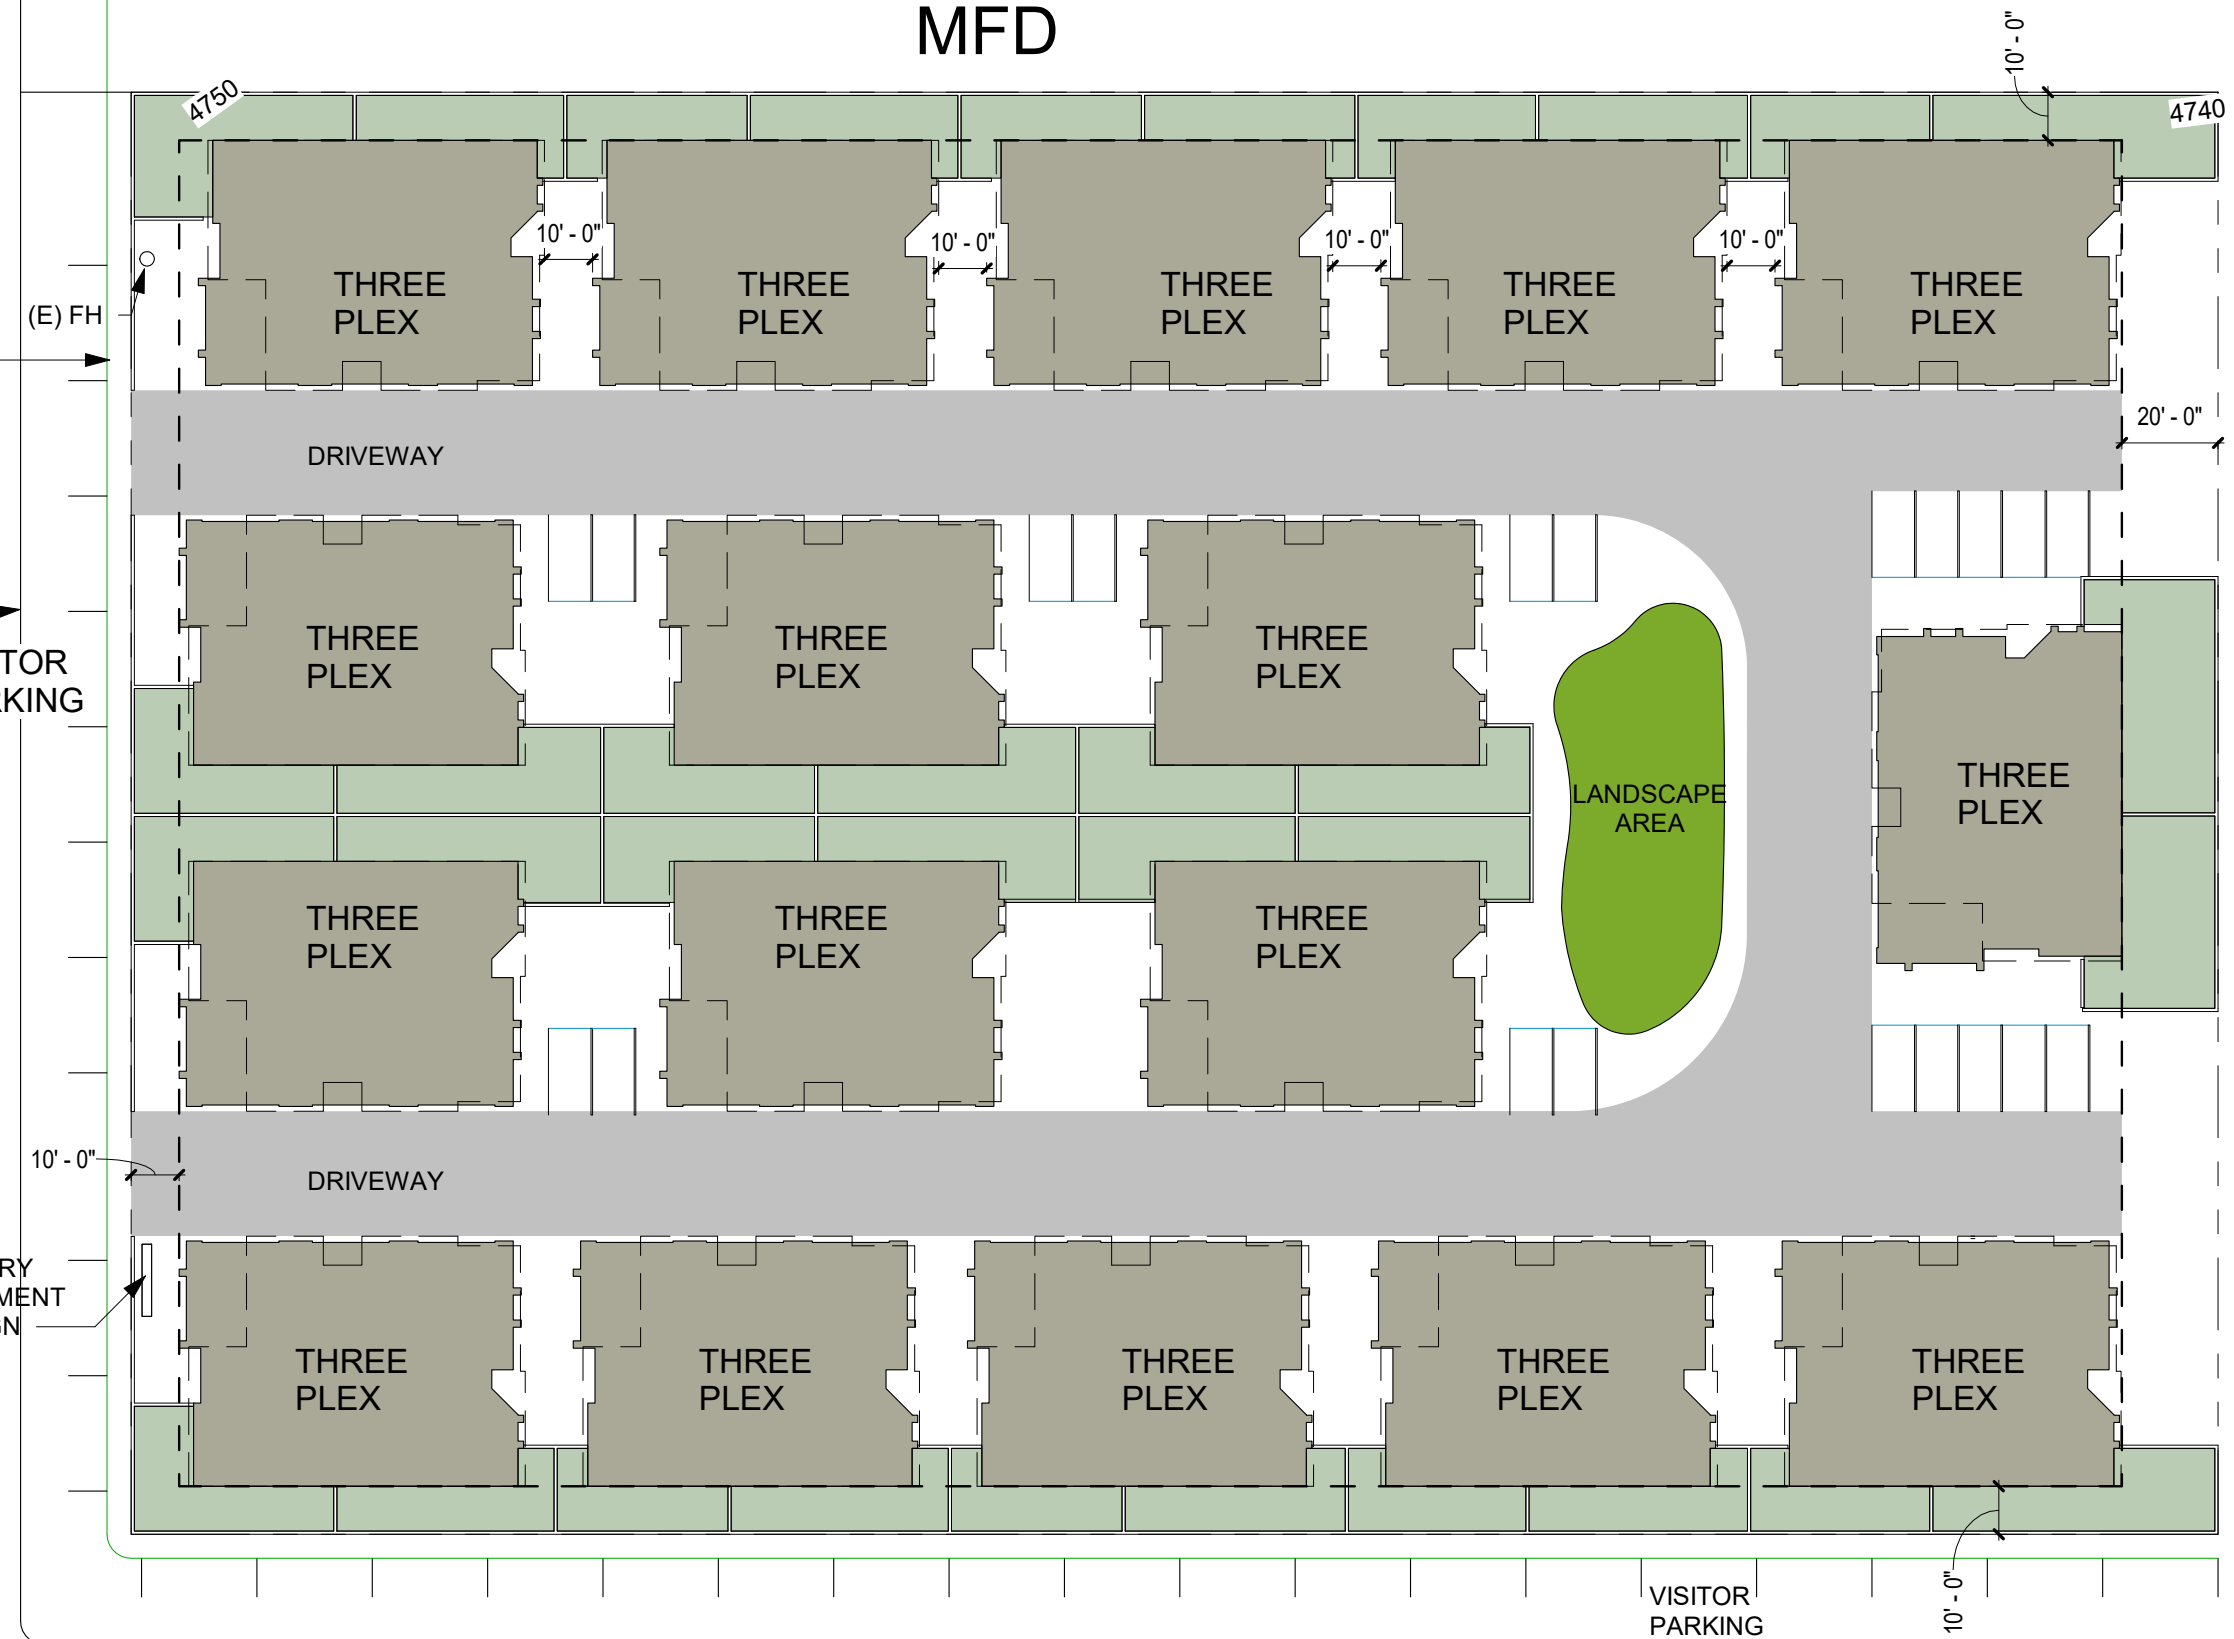 MFD
10' - 0"
4750
4740
10' - 0"
10' - 0"
10' - 0"
10' - 0"
THREE
PLEX
THREE
PLEX
THREE
PLEX
THREE
PLEX
THREE
PLEX
(E) FH
20' - 0"
DRIVEWAY
THREE
PLEX
THREE
PLEX
THREE
PLEX
TOR
RKING
THREE
PLEX
LANDSCAPE
AREA
THREE
PLEX
THREE
PLEX
THREE
PLEX
10' - 0"
DRIVEWAY
RY
MENT
GN
THREE
PLEX
THREE
PLEX
THREE
PLEX
THREE
PLEX
THREE
PLEX
VISITOR
PARKING
10' - 0"